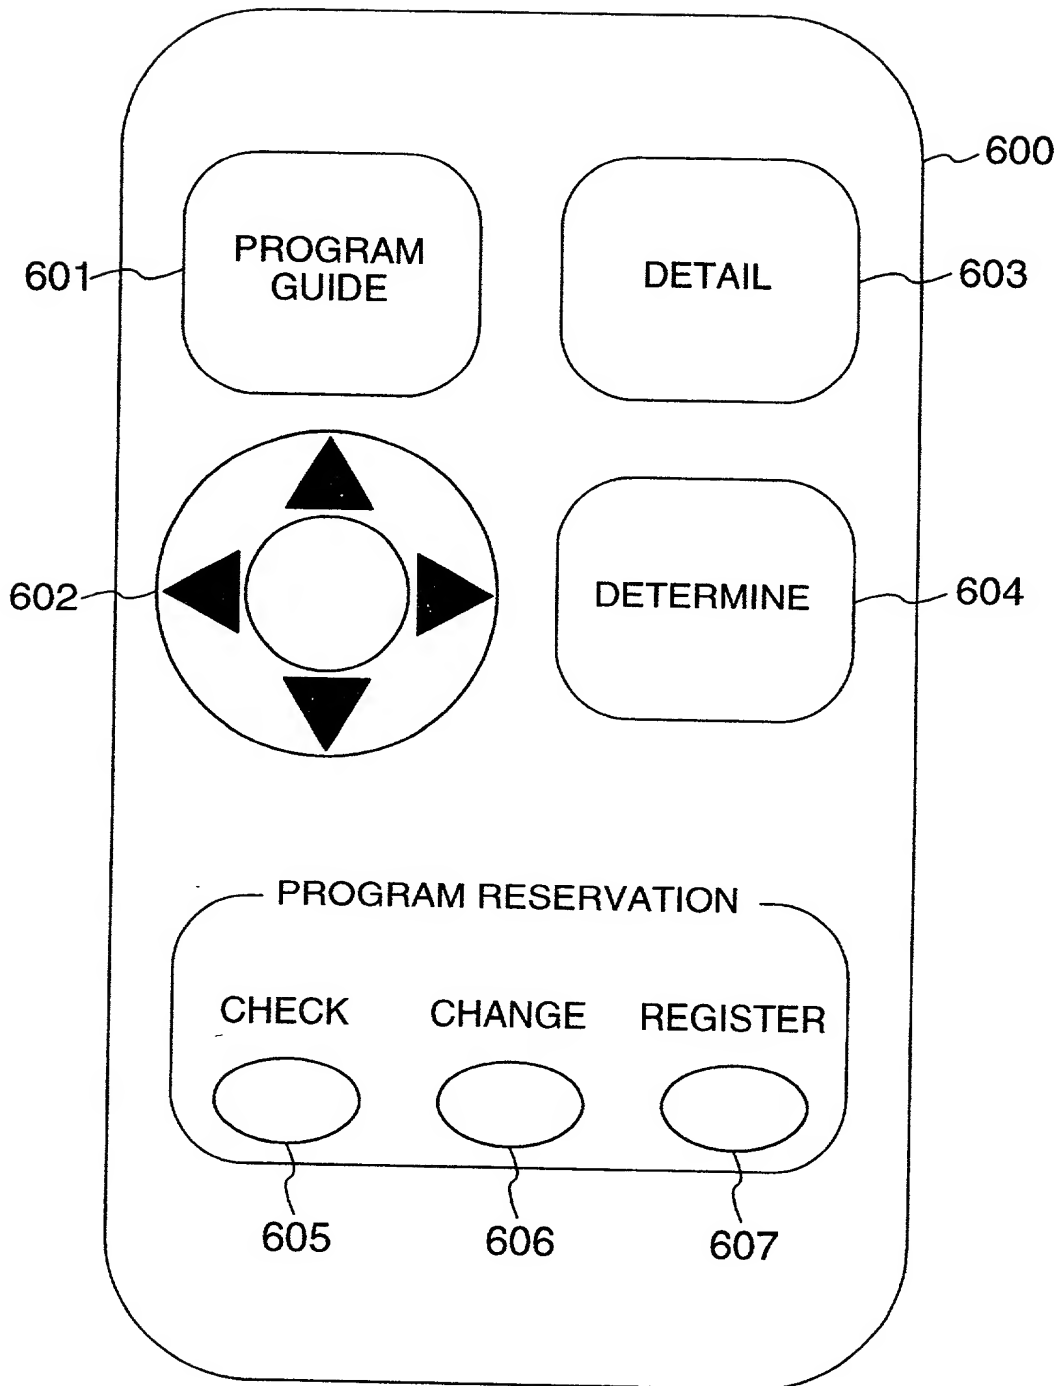 600
PROGRAM
GUIDE
601
DETAIL
603
602
DETERMINE
604
PROGRAM RESERVATION
CHECK
CHANGE
REGISTER
605
606
607